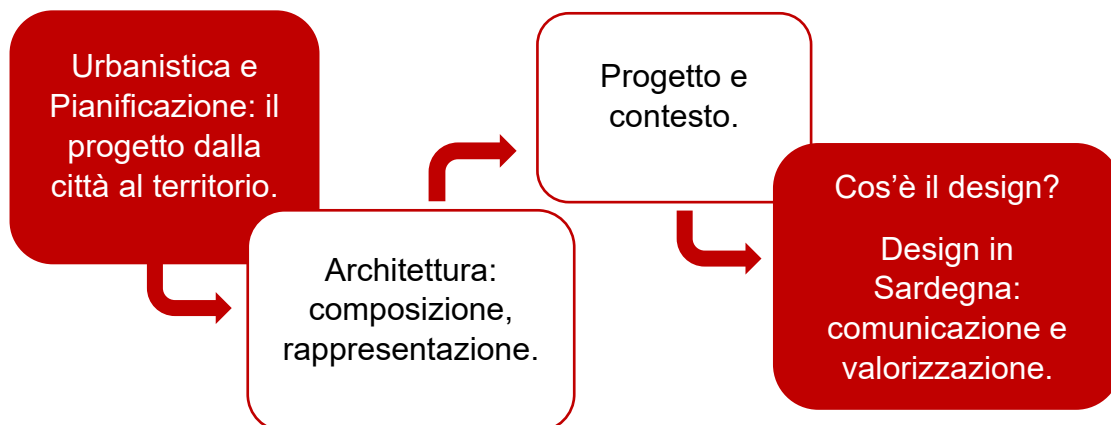 Urbanistica e
Pianificazione: il
progetto dalla
città al territorio.
Architettura:
composizione,
rappresentazione.
Progetto e
contesto.
Cos’è il design?
Design in
Sardegna:
comunicazione e
valorizzazione.